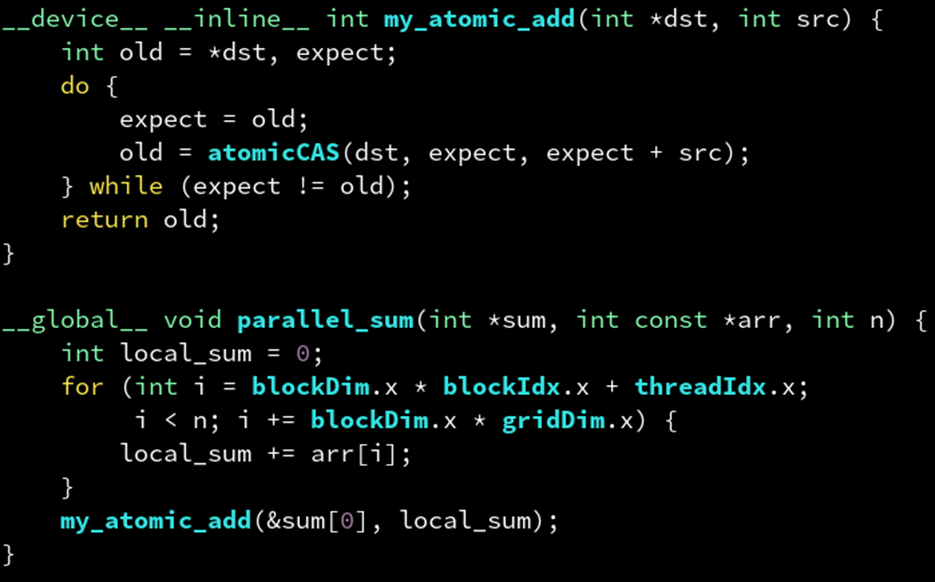 __device__ __inline__ int my_atomic_add(int *dst, int src) {
    int old = *dst, expect;
    do {
        expect = old;
        old = atomicCAS(dst, expect, expect + src);
    } while (expect != old);
    return old;
}

__global__ void parallel_sum(int *sum, int const *arr, int n) {
    int local_sum = 0;
    for (int i = blockDim.x * blockIdx.x + threadIdx.x;
         i < n; i += blockDim.x * gridDim.x) {
        local_sum += arr[i];
    }
    my_atomic_add(&sum[0], local_sum);
}